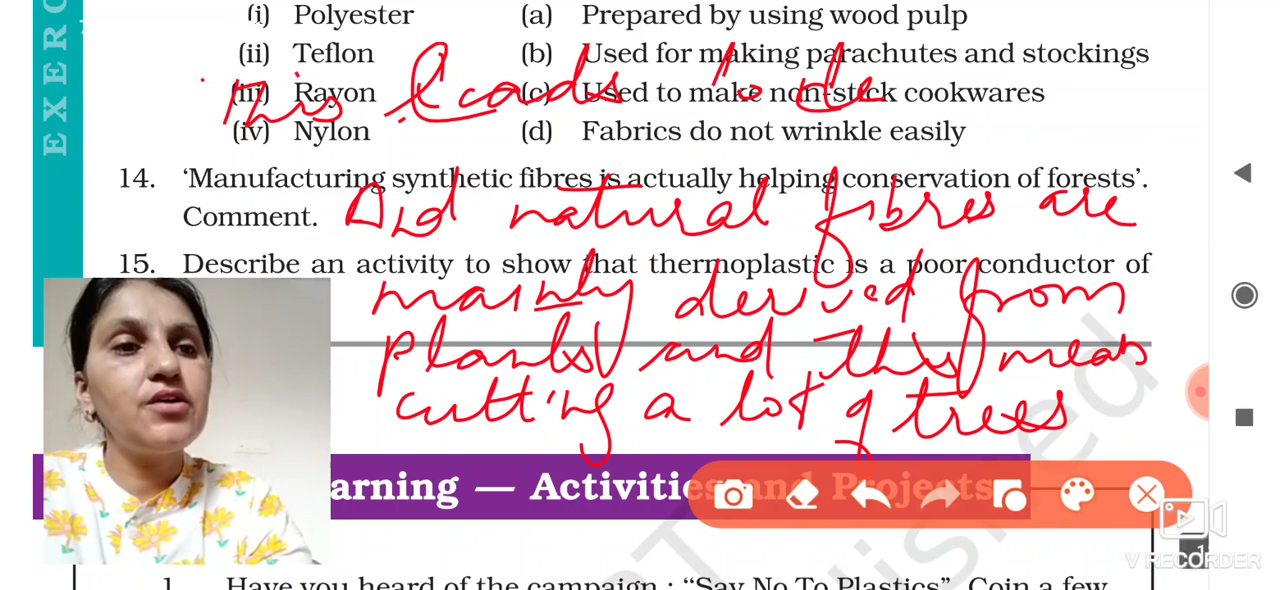 EXERC
(i) Polyester (a) Prepared by using wood pulp
(ii) Teflon (b) Used for making parachutes and stockings
This leads to de
(iii) Rayon (c) Used to make non-stick cookwares
(iv) Nylon (d) Fabrics do not wrinkle easily
14. ‘Manufacturing synthetic fibres is actually helping conservation of forests’.
Comment. And natural fibres are
15. Describe an activity to show that thermoplastic is a poor conductor of
mainly derived from
plants and this means
cutting a lot of trees
arning — Activities and Projects
1. Have you heard of the campaign : “Say No To Plastics”. Coin a few
V RECORDER